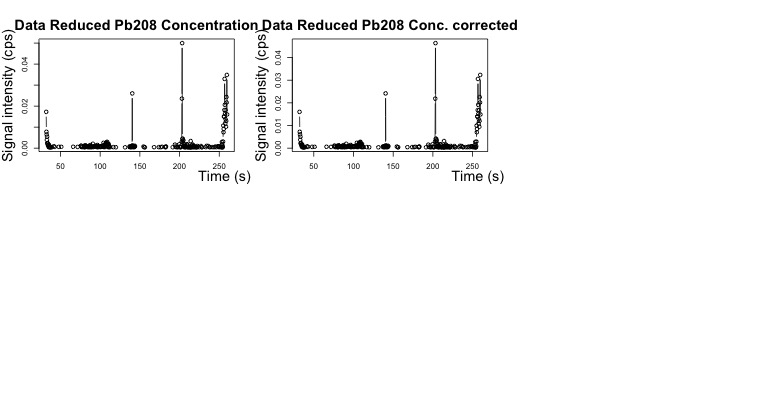 Data Reduced Pb208 Concentration
Signal intensity (cps)
0.00 0.02 0.04
50 100 150 200 250
Time (s)
Data Reduced Pb208 Conc. corrected
Signal intensity (cps)
0.00 0.01 0.02 0.03 0.04
50 100 150 200 250
Time (s)